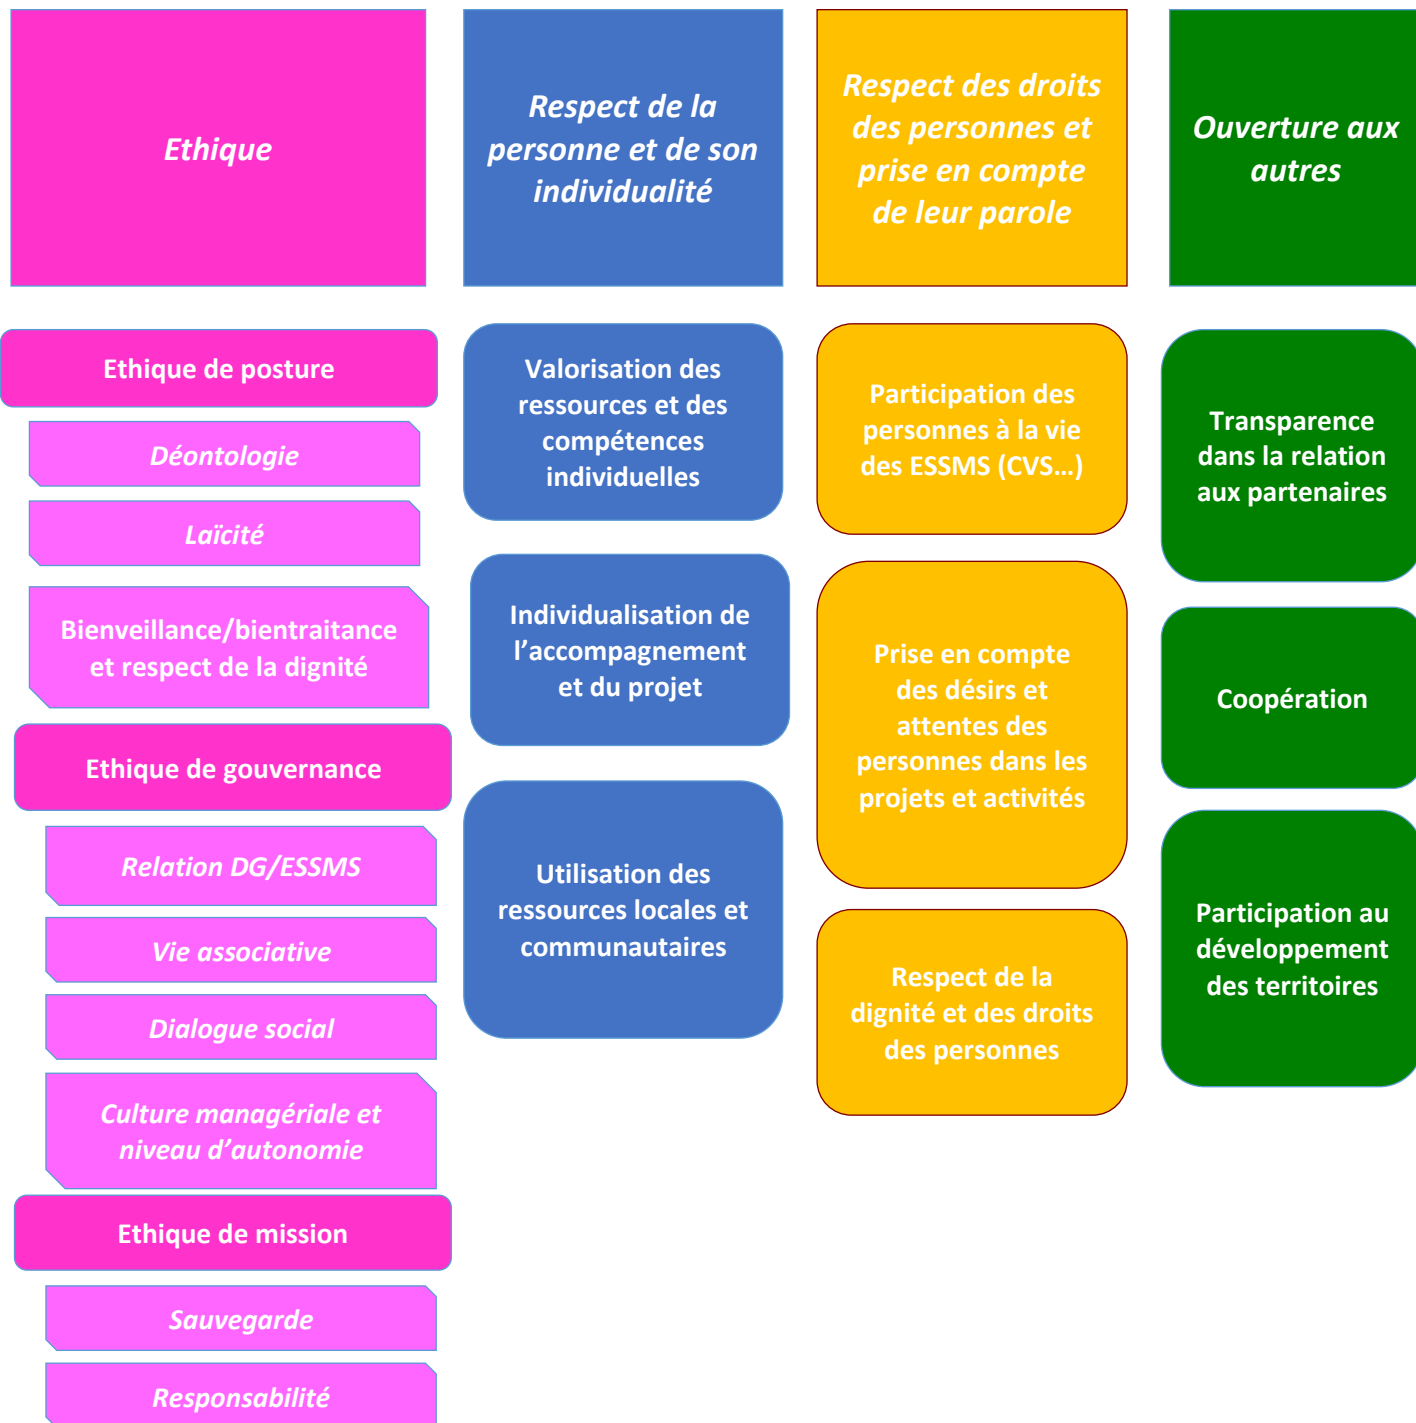 Ethique
Respect de la
personne et de son
individualité
Respect des droits
des personnes et
prise en compte
de leur parole
Ouverture aux
autres
Ethique de posture
Déontologie
Laïcité
Bienveillance/bientraitance
et respect de la dignité
Ethique de gouvernance
Relation DG/ESSMS
Vie associative
Dialogue social
Culture managériale et
niveau d’autonomie
Ethique de mission
Sauvegarde
Responsabilité
Valorisation des
ressources et des
compétences
individuelles
Individualisation de
l’accompagnement
et du projet
Utilisation des
ressources locales et
communautaires
Participation des
personnes à la vie
des ESSMS (CVS…)
Prise en compte
des désirs et
attentes des
personnes dans les
projets et activités
Respect de la
dignité et des droits
des personnes
Transparence
dans la relation
aux partenaires
Coopération
Participation au
développement
des territoires